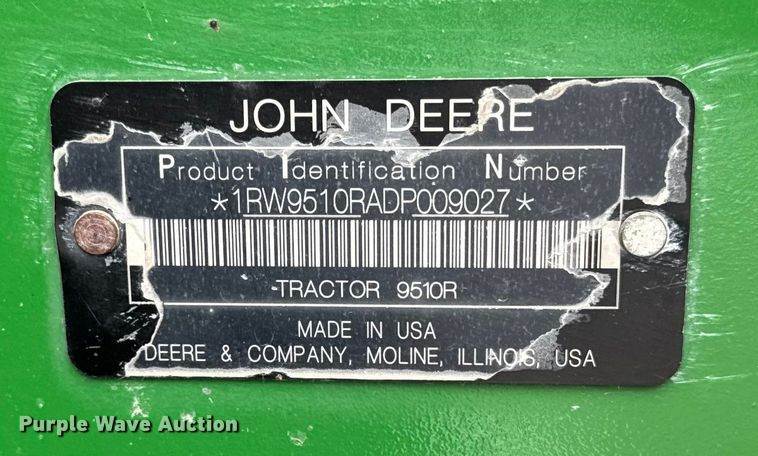 JOHN DEERE
Product Identification Number
*1RW9510RADP009027*
TRACTOR 9510R
MADE IN USA
DEERE & COMPANY, MOLINE, ILLINOIS, USA
Purple Wave Auction